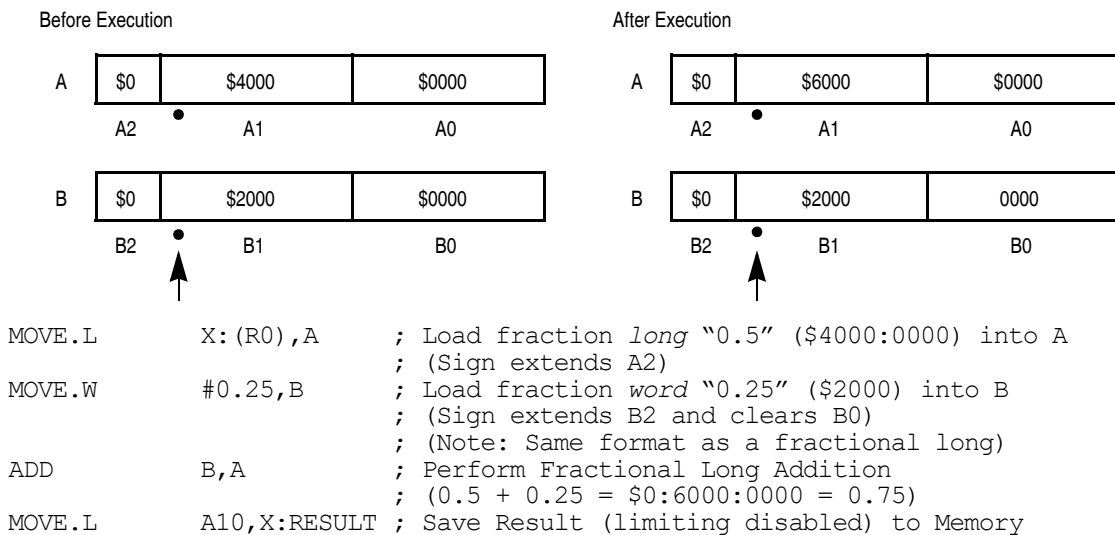 Before Execution After Execution
A $0 $4000 $0000 A $0 $6000 $0000
A2 A1 A0 A2 A1 A0
B $0 $2000 $0000 B $0 $2000 0000
B2 B1 B0 B2 B1 B0
MOVE.L X:(R0),A ; Load fraction long “0.5” ($4000:0000) into A
; (Sign extends A2)
MOVE.W #0.25,B ; Load fraction word “0.25” ($2000) into B
; (Sign extends B2 and clears B0)
; (Note: Same format as a fractional long)
ADD B,A ; Perform Fractional Long Addition
; (0.5 + 0.25 = $0:6000:0000 = 0.75)
MOVE.L A10,X:RESULT ; Save Result (limiting disabled) to Memory